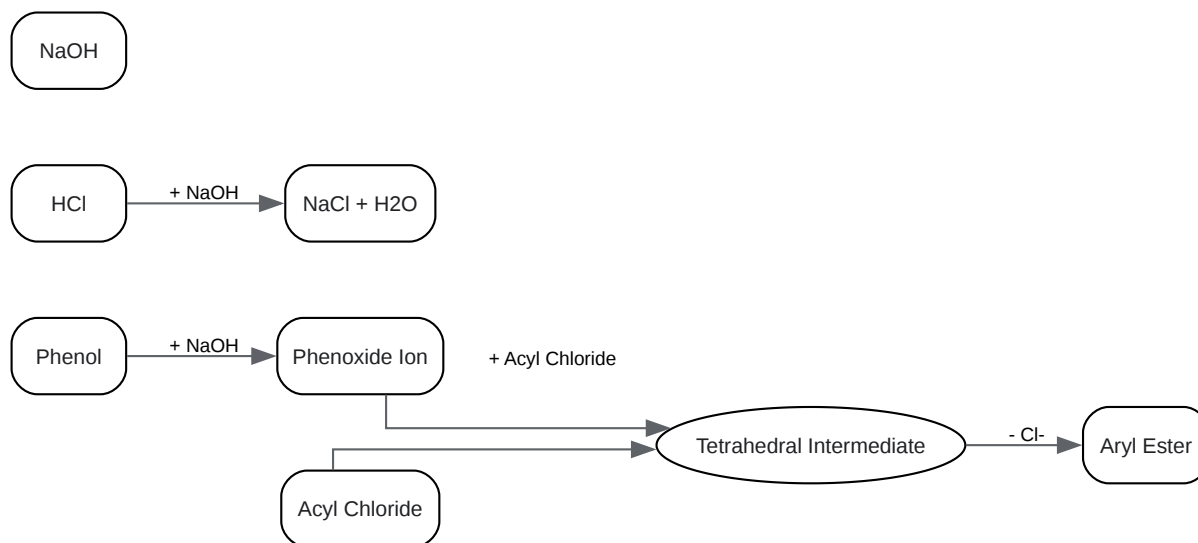 NaOH
HCl
+ NaOH
NaCl + H2O
Phenol
+ NaOH
Phenoxide Ion
+ Acyl Chloride
Tetrahedral Intermediate
- Cl-
Aryl Ester
Acyl Chloride